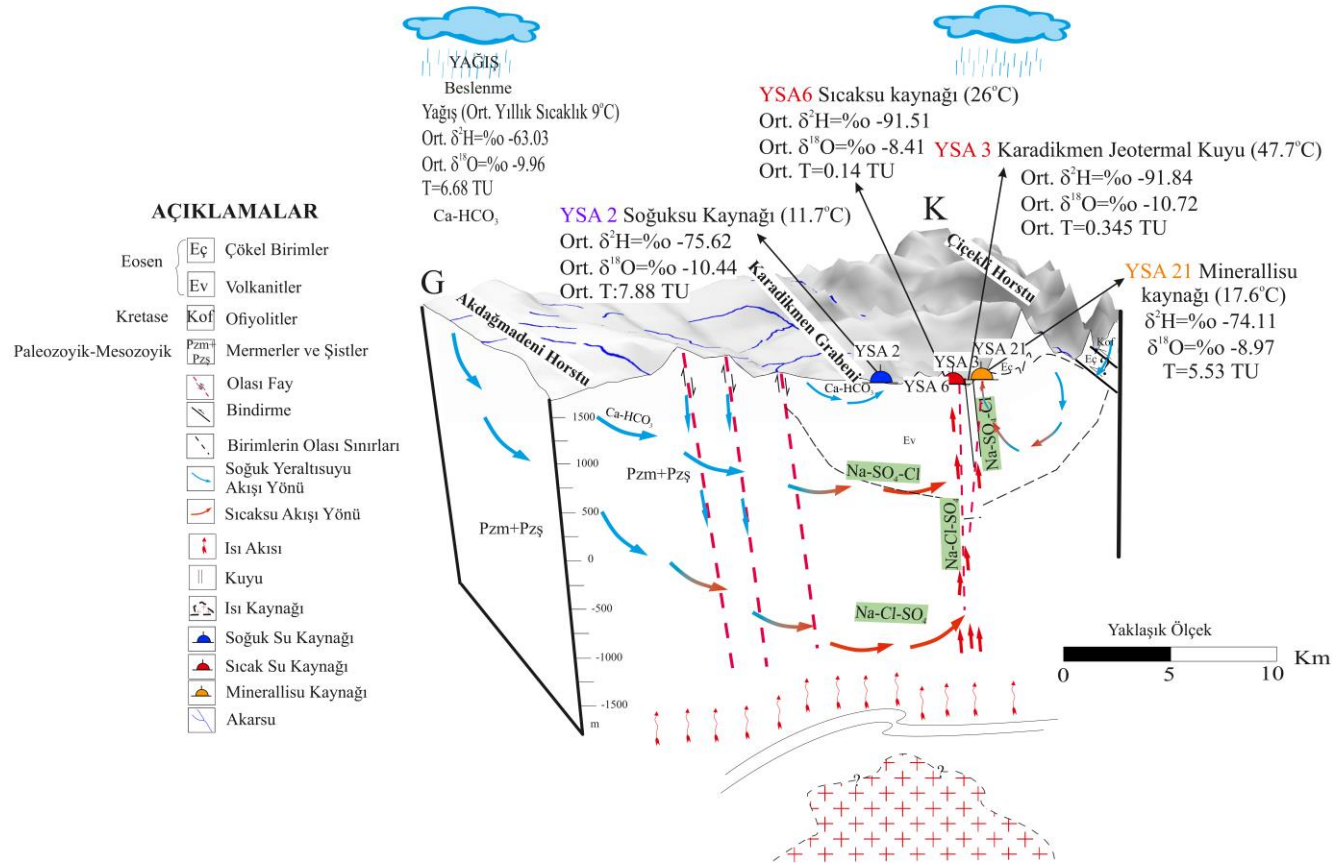 YAĞIŞ
Beslenme
Yağış (Ort. Yıllık Sıcaklık 9°C)
Ort. δ²H=%o -63.03
Ort. δ¹⁸O=%o -9.96
T=6.68 TU
Ca-HCO₃
YSA6 Sıcaksu kaynağı (26°C)
Ort. δ²H=%o -91.51
Ort. δ¹⁸O=%o -8.41
Ort. T=0.14 TU
YSA 3 Karadikmen Jeotermal Kuyu (47.7°C)
Ort. δ²H=%o -91.84
Ort. δ¹⁸O=%o -10.72
Ort. T=0.345 TU
YSA 2 Soğuksu Kaynağı (11.7°C)
Ort. δ²H=%o -75.62
Ort. δ¹⁸O=%o -10.44
Ort. T:7.88 TU
YSA 21 Minerallisu
kaynağı (17.6°C)
δ²H=%o -74.11
δ¹⁸O=%o -8.97
T=5.53 TU
AÇIKLAMALAR
Eosen
Eç Çökel Birimler
Ev Volkanitler
Kretase Kof Ofiyolitler
Paleozoyik-Mesozoyik Pzm+ Pzş Mermerler ve Şistler
Olası Fay
Bindirme
Birimlerin Olası Sınırları
Soğuk Yeraltısuyu
Akışı Yönü
Sıcaksu Akışı Yönü
Isı Akısı
Kuyu
Isı Kaynağı
Soğuk Su Kaynağı
Sıcak Su Kaynağı
Minerallisu Kaynağı
Akarsu
G
K
Akdağmadeni Horstu
Karadikmen Grabeni
Çiçekli Horstu
YSA 2
YSA 6
YSA 3
YSA 21
Eç
Eç
Kof
Ca-HCO₃
Ca-HCO₃
Ev
Pzm+Pzş
Pzm+Pzş
Na-SO₄-Cl
Na-SO₄-Cl
Na-Cl-SO₄
Na-Cl-SO₄
1500
1000
500
0
-500
-1000
-1500
m
Yaklaşık Ölçek
0 5 10 Km
?
?